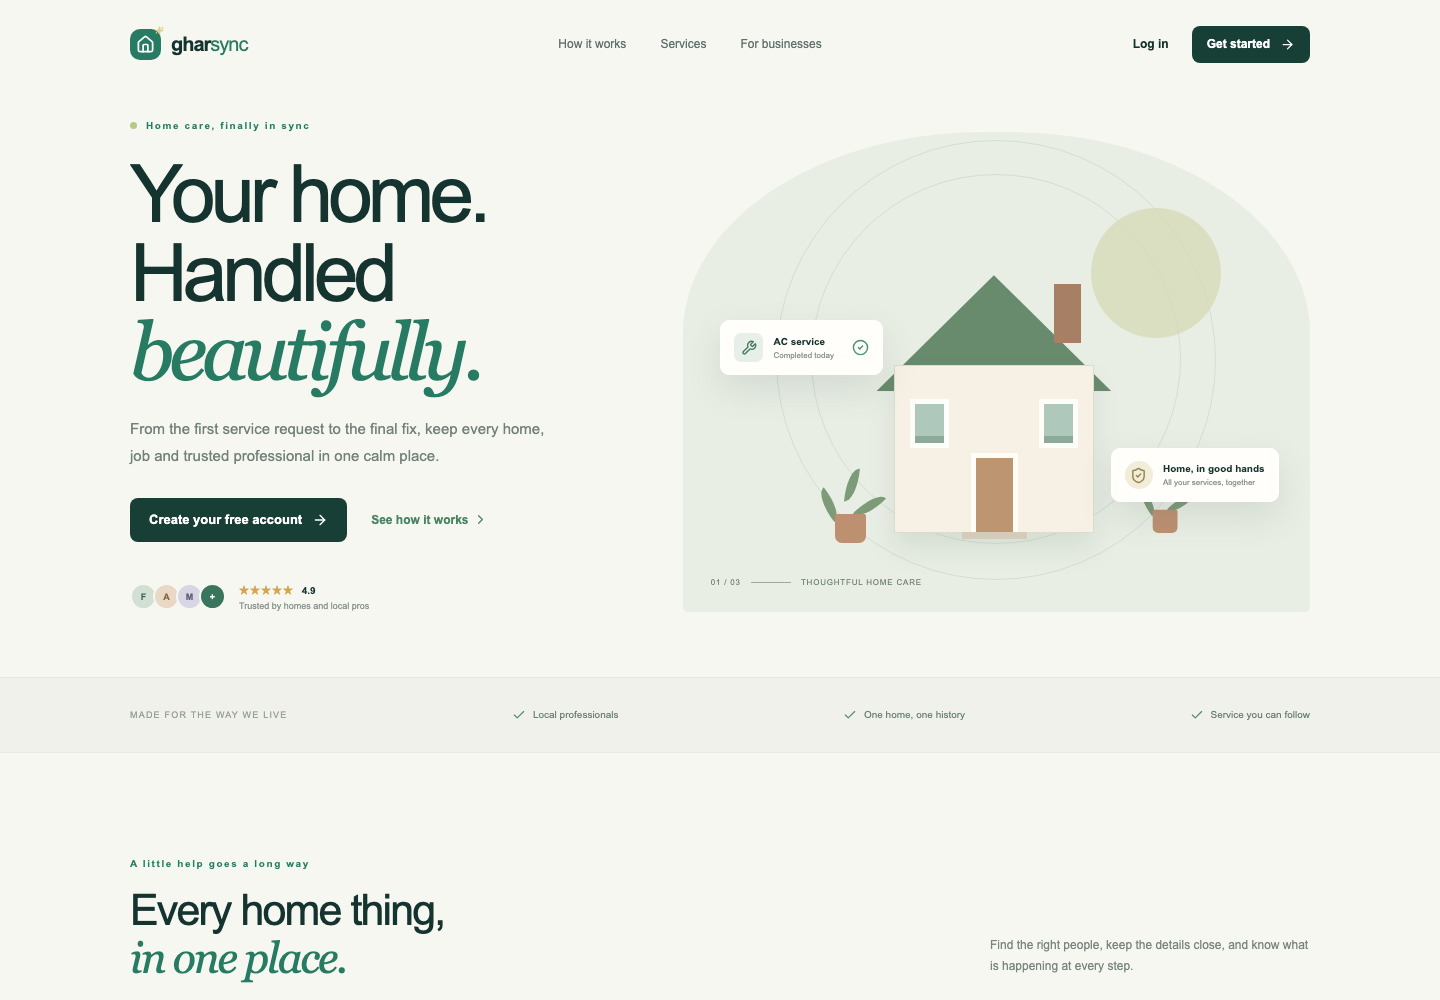 gharsync
How it works
Services
For businesses
Log in
Get started
Home care, finally in sync
Your home.
Handled
beautifully.
From the first service request to the final fix, keep every home,
job and trusted professional in one calm place.
Create your free account
See how it works
F A M +
4.9
Trusted by homes and local pros
AC service
Completed today
Home, in good hands
All your services, together
01 / 03
THOUGHTFUL HOME CARE
MADE FOR THE WAY WE LIVE
Local professionals
One home, one history
Service you can follow
A little help goes a long way
Every home thing,
in one place.
Find the right people, keep the details close, and know what
is happening at every step.